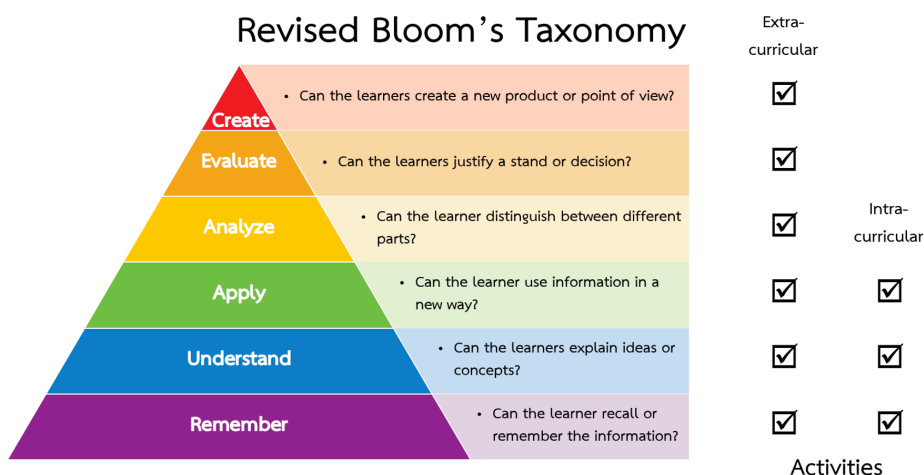 Revised Bloom's Taxonomy
Extra-
curricular
Create
• Can the learners create a new product or point of view?
Evaluate
• Can the learners justify a stand or decision?
Intra-
curricular
Analyze
• Can the learner distinguish between different
parts?
Apply
• Can the learner use information in a
new way?
Understand
• Can the learners explain ideas or
concepts?
Remember
• Can the learner recall or
remember the information?
Activities